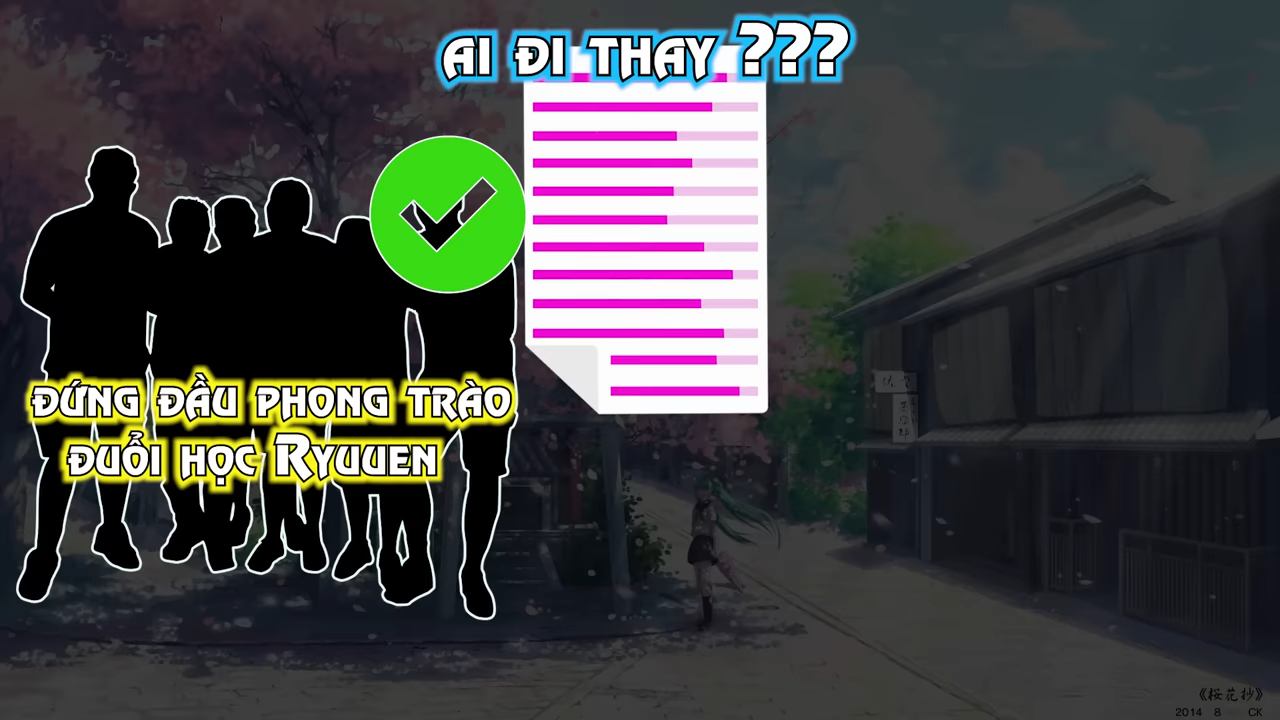 AI ĐI THAY ???
ĐỨNG ĐẦU PHONG TRÀO
ĐUỔI HỌC RYUUEN
《桜花抄》
2014 8 CK